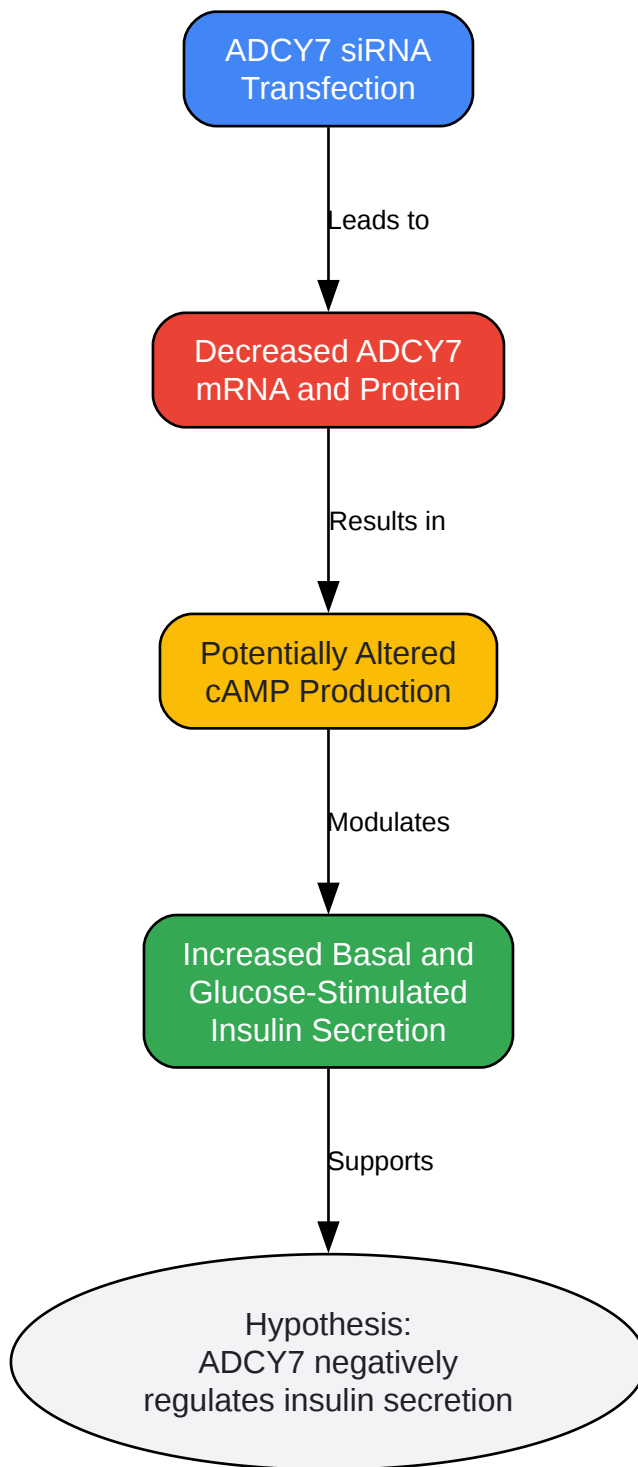 ADCY7 siRNA
Transfection
Leads to
Decreased ADCY7
mRNA and Protein
Results in
Potentially Altered
cAMP Production
Modulates
Increased Basal and
Glucose-Stimulated
Insulin Secretion
Supports
Hypothesis:
ADCY7 negatively
regulates insulin secretion